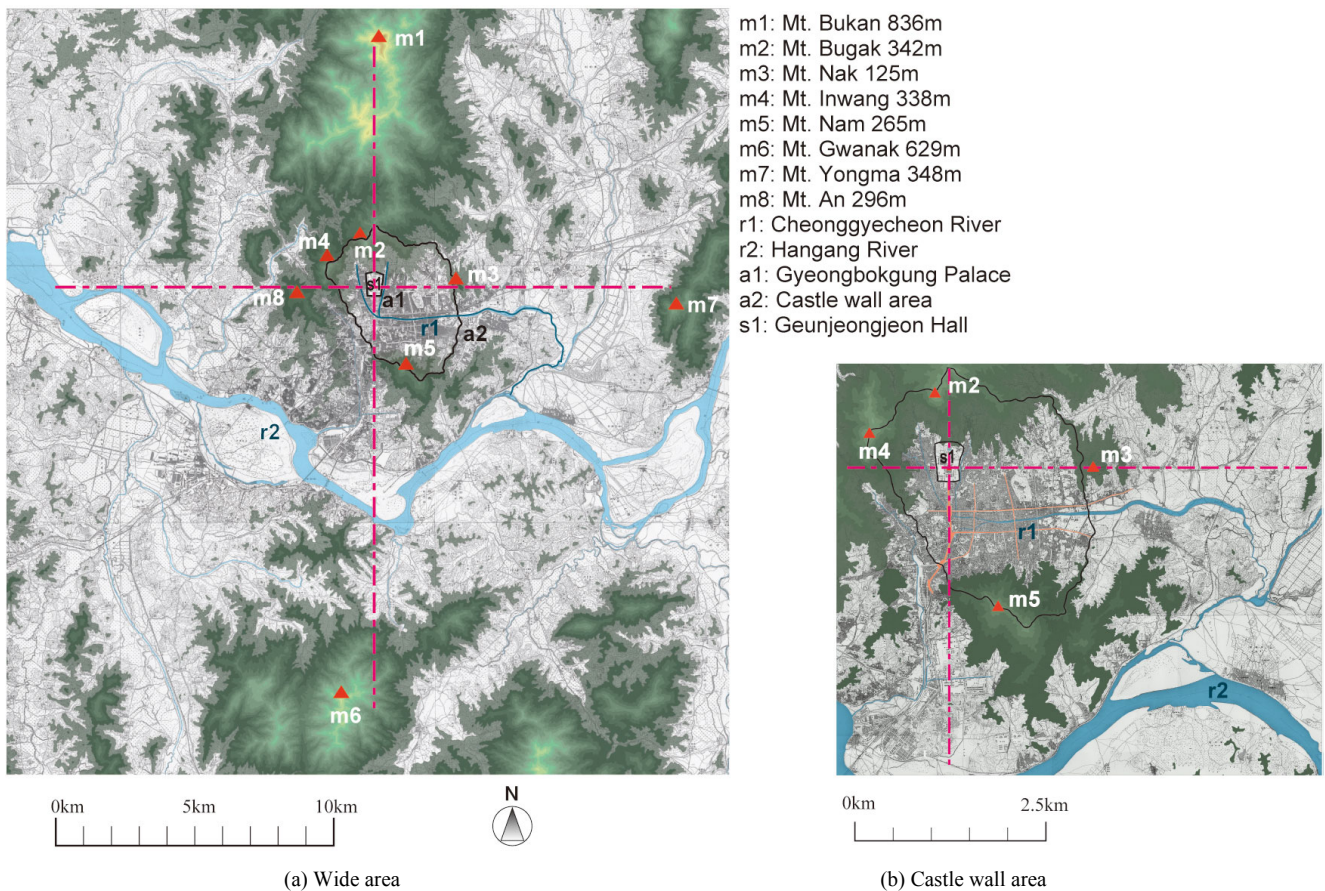 m1
m4
m2
m3
s1
m8
a1
m7
r1
a2
m5
r2
m6
0km
5km
10km
N
(a) Wide area
m1: Mt. Bukan 836m
m2: Mt. Bugak 342m
m3: Mt. Nak 125m
m4: Mt. Inwang 338m
m5: Mt. Nam 265m
m6: Mt. Gwanak 629m
m7: Mt. Yongma 348m
m8: Mt. An 296m
r1: Cheonggyecheon River
r2: Hangang River
a1: Gyeongbokgung Palace
a2: Castle wall area
s1: Geunjeongjeon Hall
m2
m4
s1
m3
r1
m5
r2
0km
2.5km
(b) Castle wall area